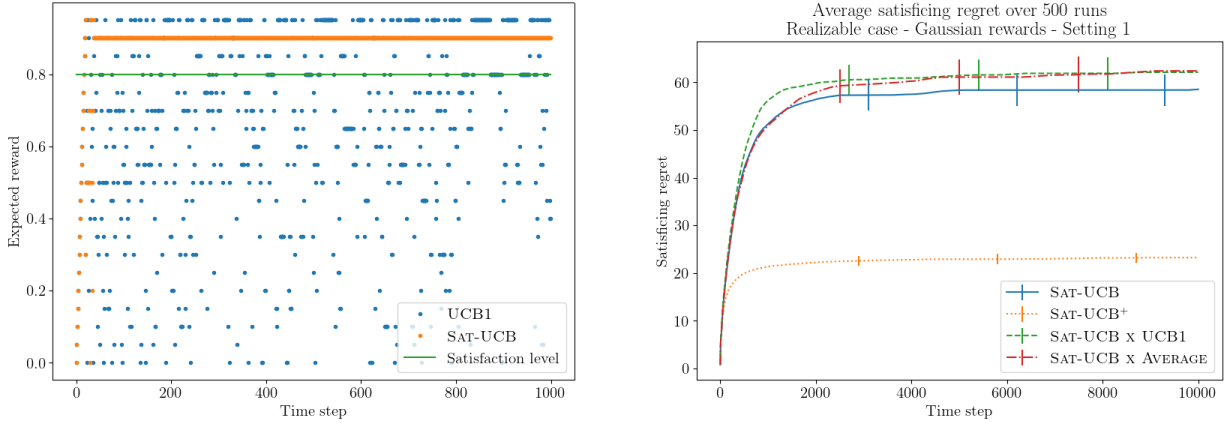 Expected reward
0.8
0.6
0.4
0.2
0.0
0
200
400
600
800
1000
Time step
UCB1
SAT-UCB
Satisfaction level
Average satisficing regret over 500 runs
Realizable case - Gaussian rewards - Setting 1
Satisficing regret
60
50
40
30
20
10
0
0
2000
4000
6000
8000
10000
Time step
SAT-UCB
SAT-UCB⁺
SAT-UCB x UCB1
SAT-UCB x AVERAGE